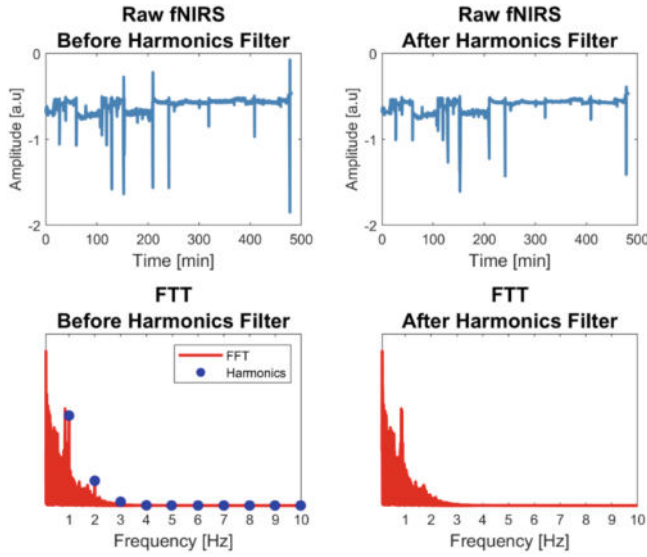 Raw fNIRS
Before Harmonics Filter
0
-1
-2
Amplitude [a.u]
0 100 200 300 400 500
Time [min]
Raw fNIRS
After Harmonics Filter
0
-1
-2
Amplitude [a.u]
0 100 200 300 400 500
Time [min]
FTT
Before Harmonics Filter
FFT
Harmonics
1 2 3 4 5 6 7 8 9 10
Frequency [Hz]
FTT
After Harmonics Filter
1 2 3 4 5 6 7 8 9 10
Frequency [Hz]